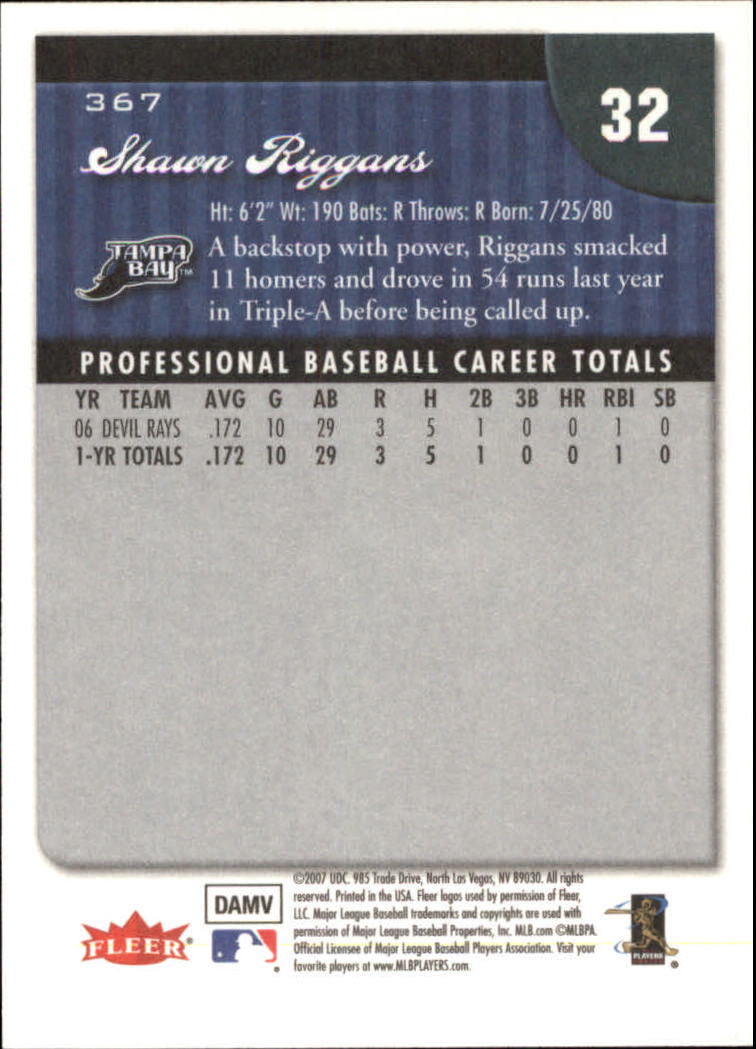 367
32
Shawn Riggans
Ht: 6'2" Wt: 190 Bats: R Throws: R Born: 7/25/80
TAMPA
BAY™
A backstop with power, Riggans smacked
11 homers and drove in 54 runs last year
in Triple-A before being called up.
PROFESSIONAL BASEBALL CAREER TOTALS
YR TEAM AVG G AB R H 2B 3B HR RBI SB
06 DEVIL RAYS .172 10 29 3 5 1 0 0 1 0
1-YR TOTALS .172 10 29 3 5 1 0 0 1 0
©2007 UDC. 985 Trade Drive, North Las Vegas, NV 89030. All rights
reserved. Printed in the USA. Fleer logos used by permission of Fleer,
LLC. Major League Baseball trademarks and copyrights are used with
permission of Major League Baseball Properties, Inc. MLB.com ©MLBPA
Official Licensee of Major League Baseball Players Association. Visit your
favorite players at www.MLBPLAYERS.com.
DAMV
FLEER®
PLAYERS